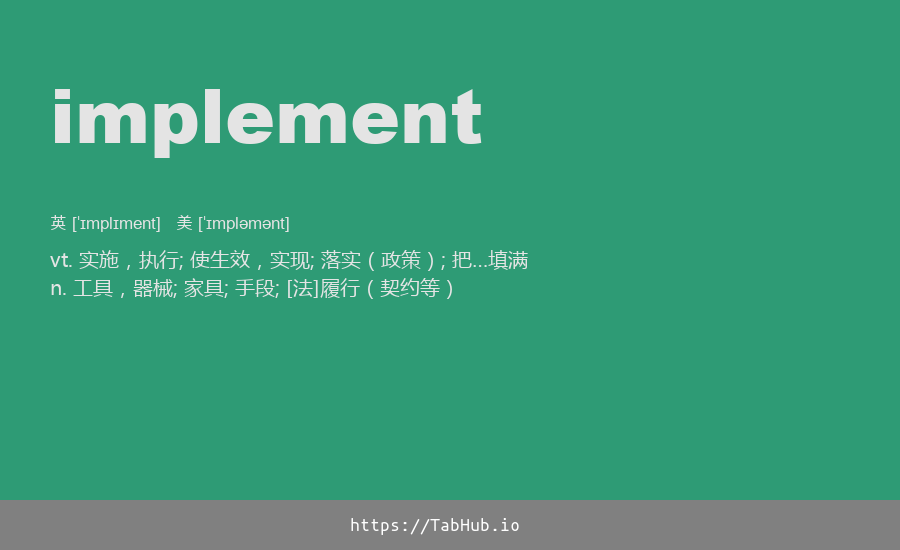 implement
英 [ˈɪmplɪment]   美 [ˈɪmpləmənt]
vt. 实施，执行; 使生效，实现; 落实（政策）; 把…填满
n. 工具，器械; 家具; 手段; [法]履行（契约等）
https://TabHub.io